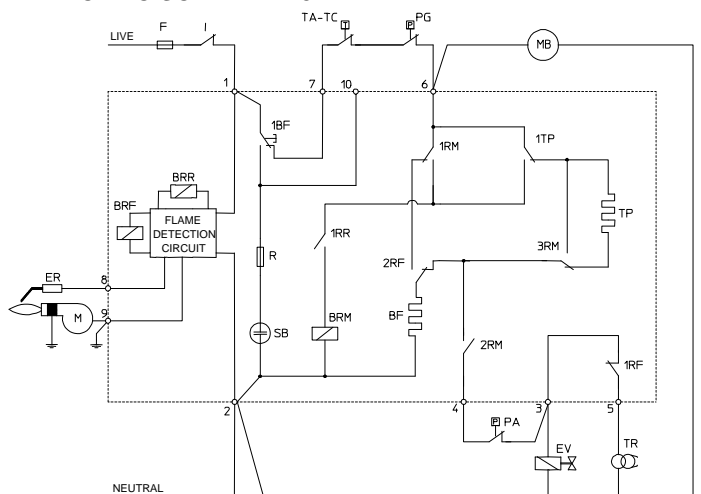 TA-TC
PG
F
I
LIVE
MB
1
7
10
6
1BF
1RM
1TP
BRR
BRF
FLAME
DETECTION
CIRCUIT
TP
1RR
3RM
R
2RF
ER
8
9
M
BF
BRM
SB
2RM
1RF
2
4
3
5
PA
EV
TR
NEUTRAL